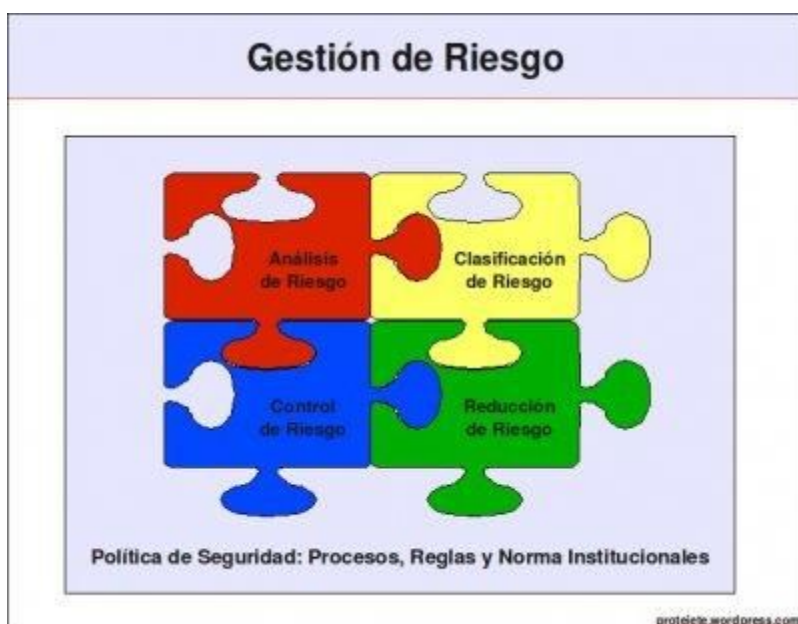 Gestión de Riesgo
Análisis
de Riesgo
Clasificación
de Riesgo
Control
de Riesgo
Reducción
de Riesgo
Política de Seguridad: Procesos, Reglas y Norma Institucionales
protejete.wordpress.com